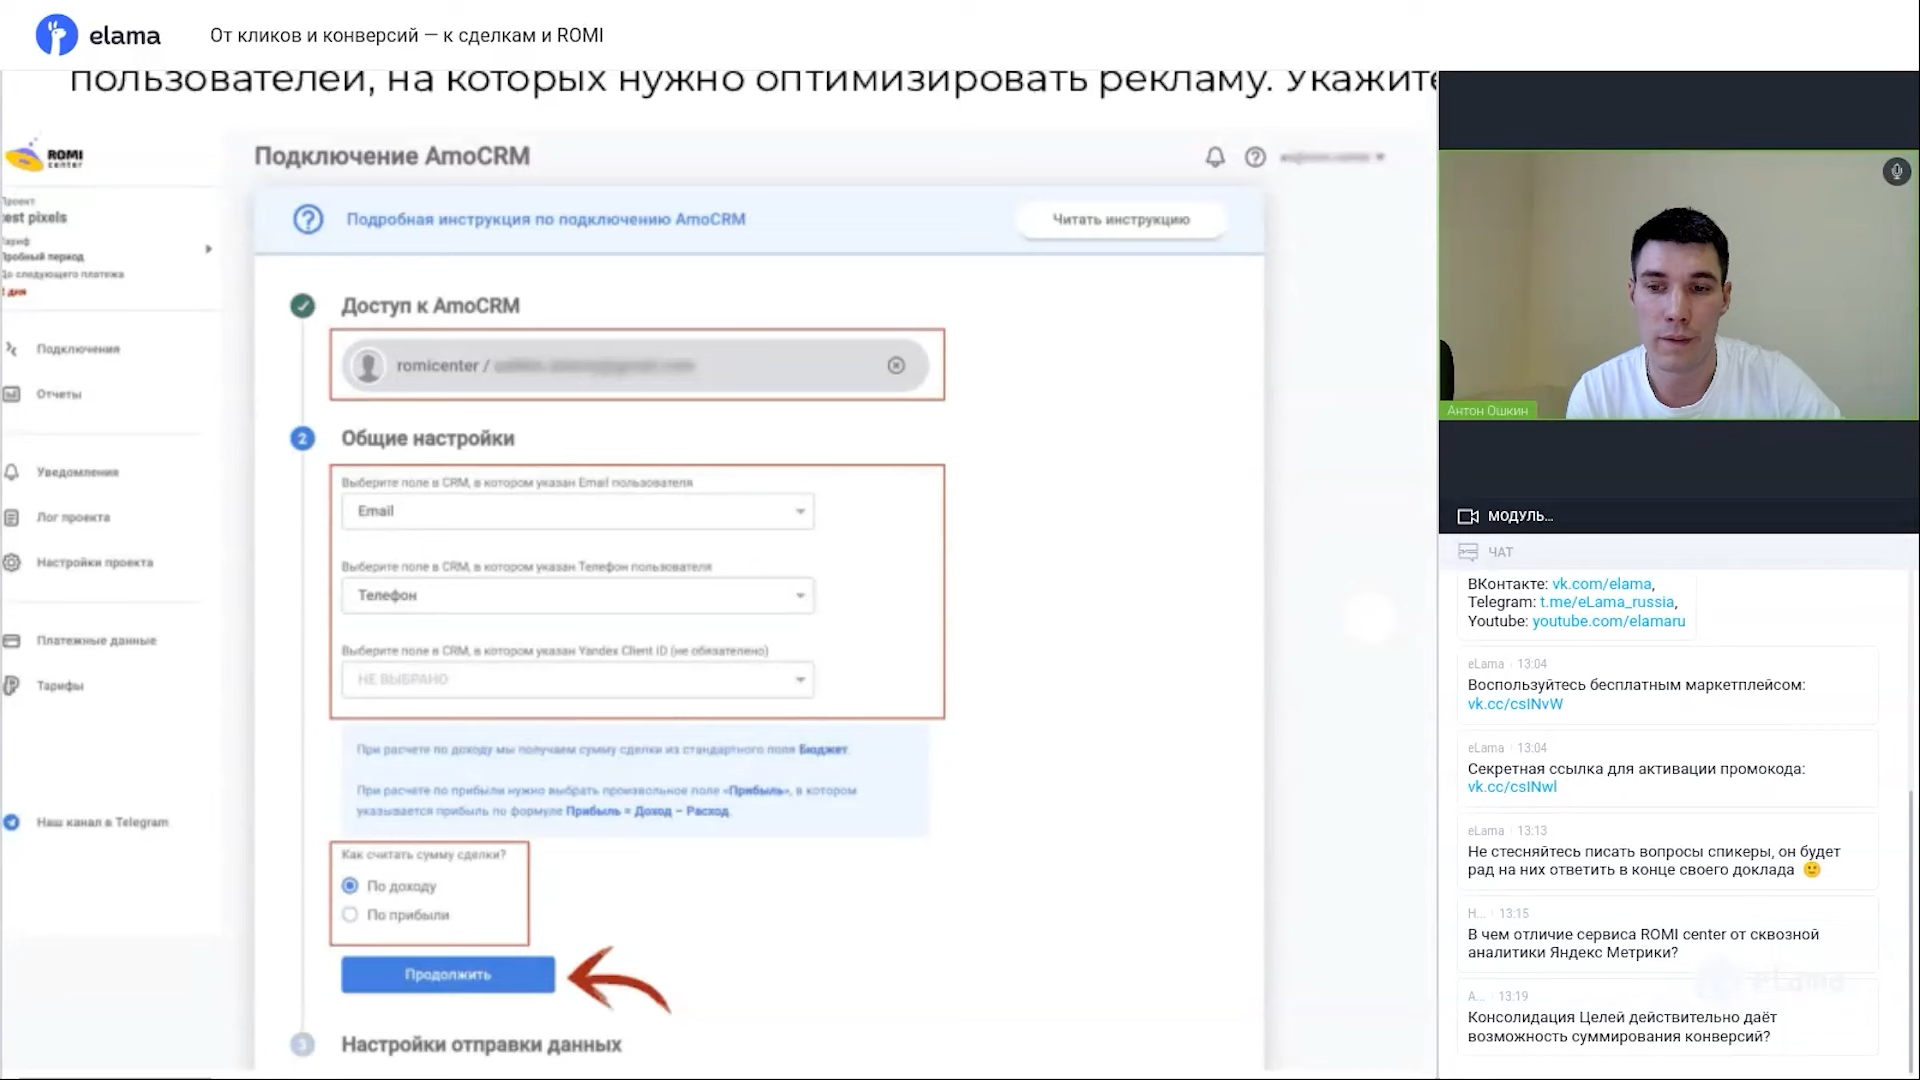 elama
От кликов и конверсий — к сделкам и ROMI
пользователей, на которых нужно оптимизировать рекламу. Укажите
ROMI
center
Подключение AmoCRM
Проект
test pixels
Тариф
Пробный период
До следующего платежа
дня
Подробная инструкция по подключению AmoCRM
Читать инструкцию
Подключения
Отчеты
Уведомления
Лог проекта
Настройки проекта
Платежные данные
Тарифы
Наш канал в Telegram
Доступ к AmoCRM
romicenter /
2
Общие настройки
Выберите поле в CRM, в котором указан Email пользователя
Email
Выберите поле в CRM, в котором указан Телефон пользователя
Телефон
Выберите поле в CRM, в котором указан Yandex Client ID (не обязателено)
НЕ ВЫБРАНО
При расчете по доходу мы получаем сумму сделки из стандартного поля Бюджет.
При расчете по прибыли нужно выбрать произвольное поле «Прибыль», в котором
указывается прибыль по формуле Прибыль = Доход – Расход.
Как считать сумму сделки?
По доходу
По прибыли
Продолжить
3
Настройки отправки данных
Антон Ошкин
МОДУЛЬ...
ЧАТ
ВКонтакте: vk.com/elama,
Telegram: t.me/eLama_russia,
Youtube: youtube.com/elamaru
eLama 13:04
Воспользуйтесь бесплатным маркетплейсом:
vk.cc/csINvW
eLama 13:04
Секретная ссылка для активации промокода:
vk.cc/csINwl
eLama 13:13
Не стесняйтесь писать вопросы спикеры, он будет
рад на них ответить в конце своего доклада 🙂
Н... 13:15
В чем отличие сервиса ROMI center от сквозной
аналитики Яндекс Метрики?
А... 13:19
Консолидация Целей действительно даёт
возможность суммирования конверсий?
eLama